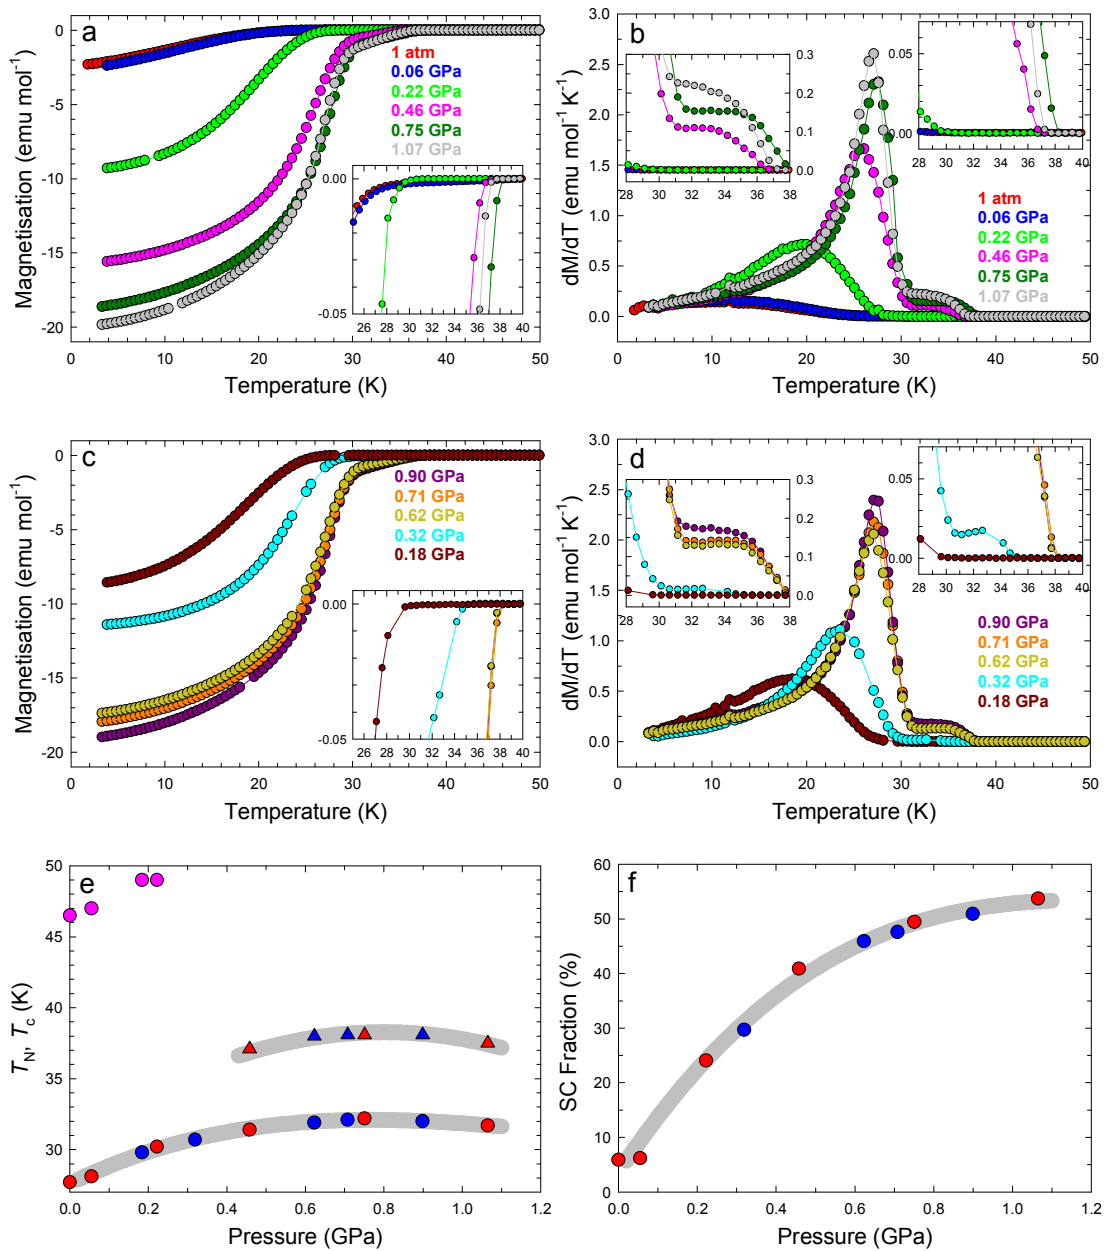 a
Magnetisation (emu mol⁻¹)
0
-5
-10
-15
-20
1 atm
0.06 GPa
0.22 GPa
0.46 GPa
0.75 GPa
1.07 GPa
0.00
-0.05
26 28 30 32 34 36 38 40
0 10 20 30 40 50
Temperature (K)
b
dM/dT (emu mol⁻¹ K⁻¹)
3.0
2.5
2.0
1.5
1.0
0.5
0.0
0.3
0.2
0.1
0.0
28 30 32 34 36 38
0.05
0.00
28 30 32 34 36 38 40
1 atm
0.06 GPa
0.22 GPa
0.46 GPa
0.75 GPa
1.07 GPa
0 10 20 30 40 50
Temperature (K)
c
Magnetisation (emu mol⁻¹)
0
-5
-10
-15
-20
0.90 GPa
0.71 GPa
0.62 GPa
0.32 GPa
0.18 GPa
0.00
-0.05
26 28 30 32 34 36 38 40
0 10 20 30 40 50
Temperature (K)
d
dM/dT (emu mol⁻¹ K⁻¹)
3.0
2.5
2.0
1.5
1.0
0.5
0.0
0.3
0.2
0.1
0.0
28 30 32 34 36 38
0.05
0.00
28 30 32 34 36 38 40
0.90 GPa
0.71 GPa
0.62 GPa
0.32 GPa
0.18 GPa
0 10 20 30 40 50
Temperature (K)
e
T_N, T_c (K)
50
45
40
35
30
0.0 0.2 0.4 0.6 0.8 1.0 1.2
Pressure (GPa)
f
SC Fraction (%)
60
50
40
30
20
10
0
0.0 0.2 0.4 0.6 0.8 1.0 1.2
Pressure (GPa)